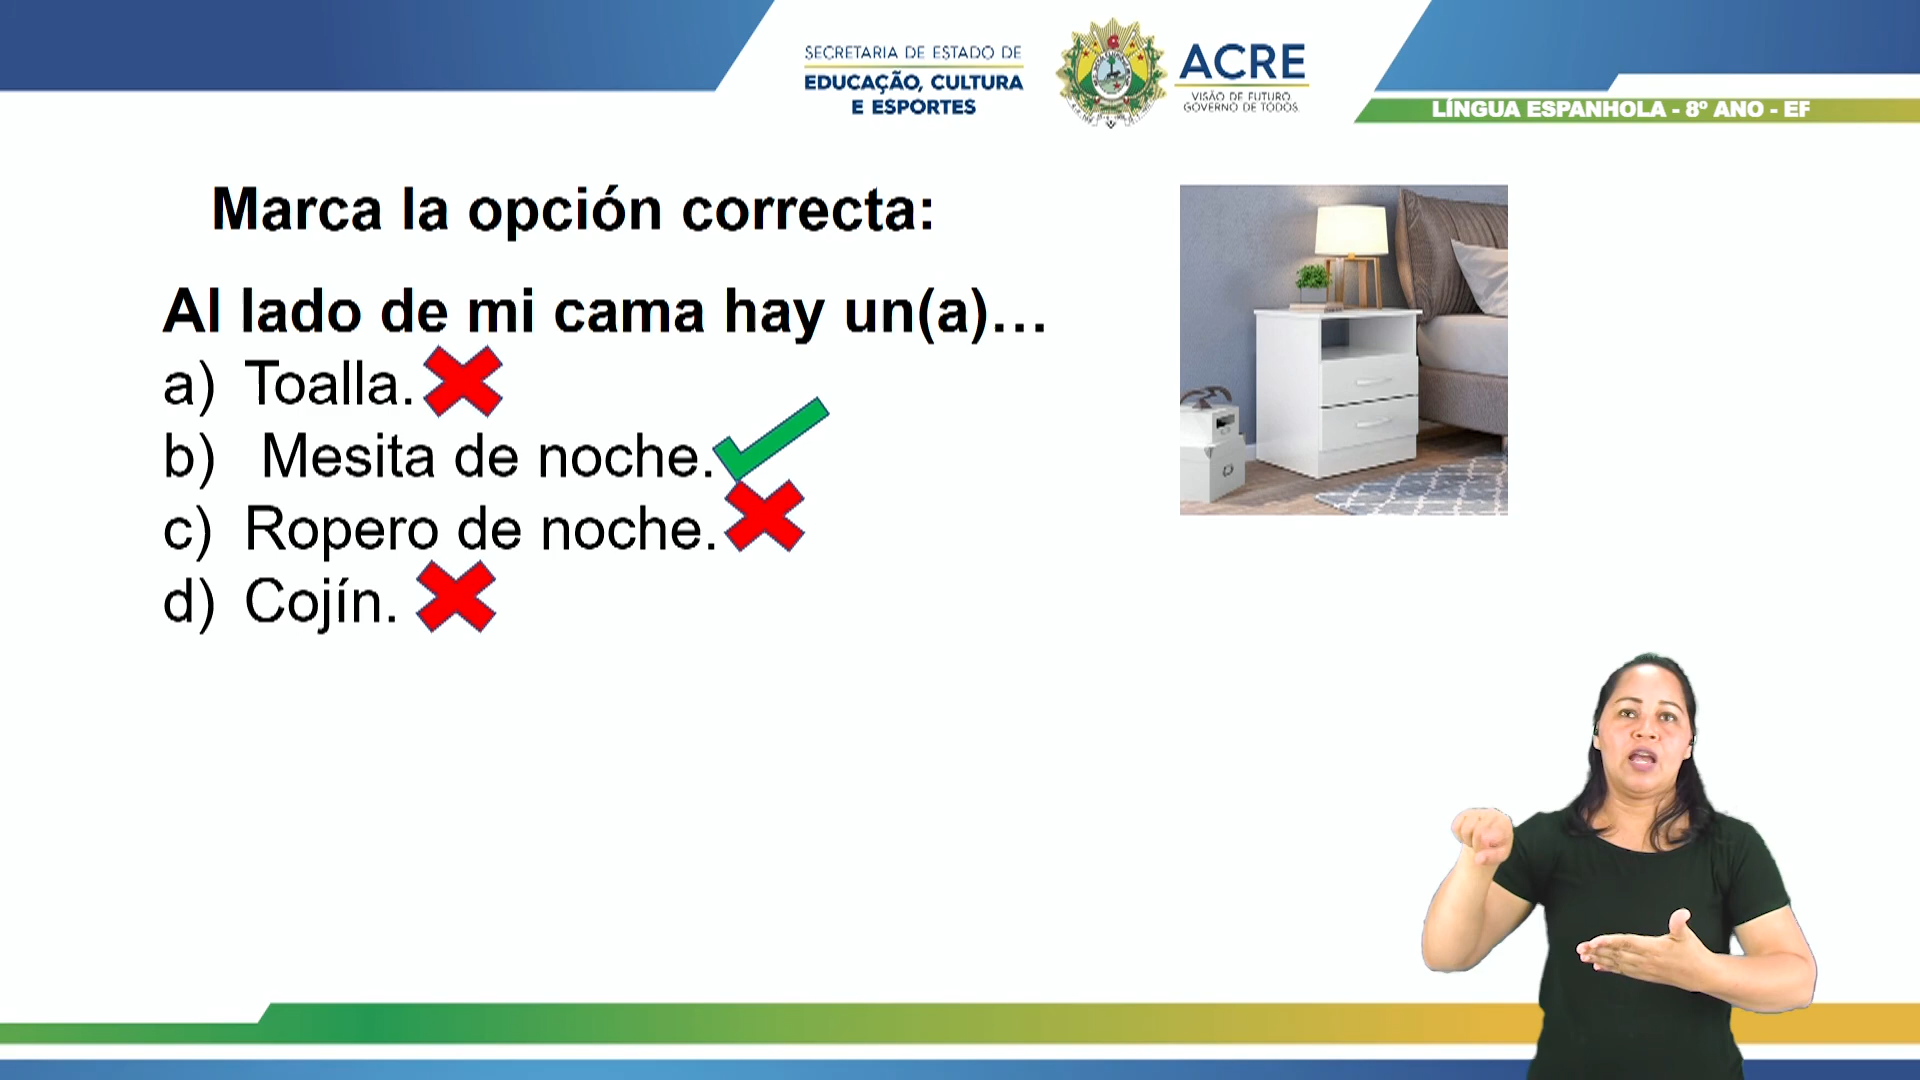 SECRETARIA DE ESTADO DE
EDUCAÇÃO, CULTURA
E ESPORTES
ACRE
VISÃO DE FUTURO.
GOVERNO DE TODOS.
LÍNGUA ESPANHOLA - 8º ANO - EF
Marca la opción correcta:
Al lado de mi cama hay un(a)...
a) Toalla.
b) Mesita de noche.
c) Ropero de noche.
d) Cojín.